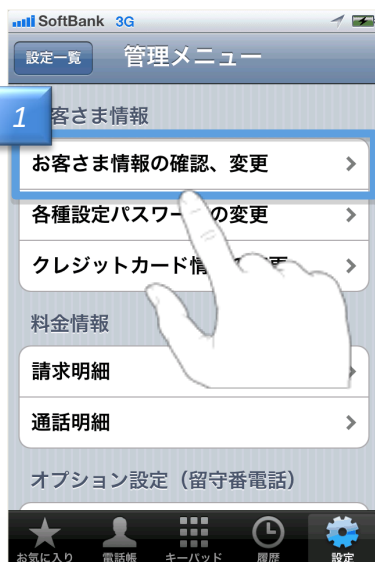 SoftBank 3G
設定一覧 管理メニュー
1
客さま情報
お客さま情報の確認、変更
各種設定パスワー の変更
クレジットカード情 更
料金情報
請求明細
通話明細
オプション設定（留守番電話）
お気に入り 電話帳 キーパッド 履歴 設定